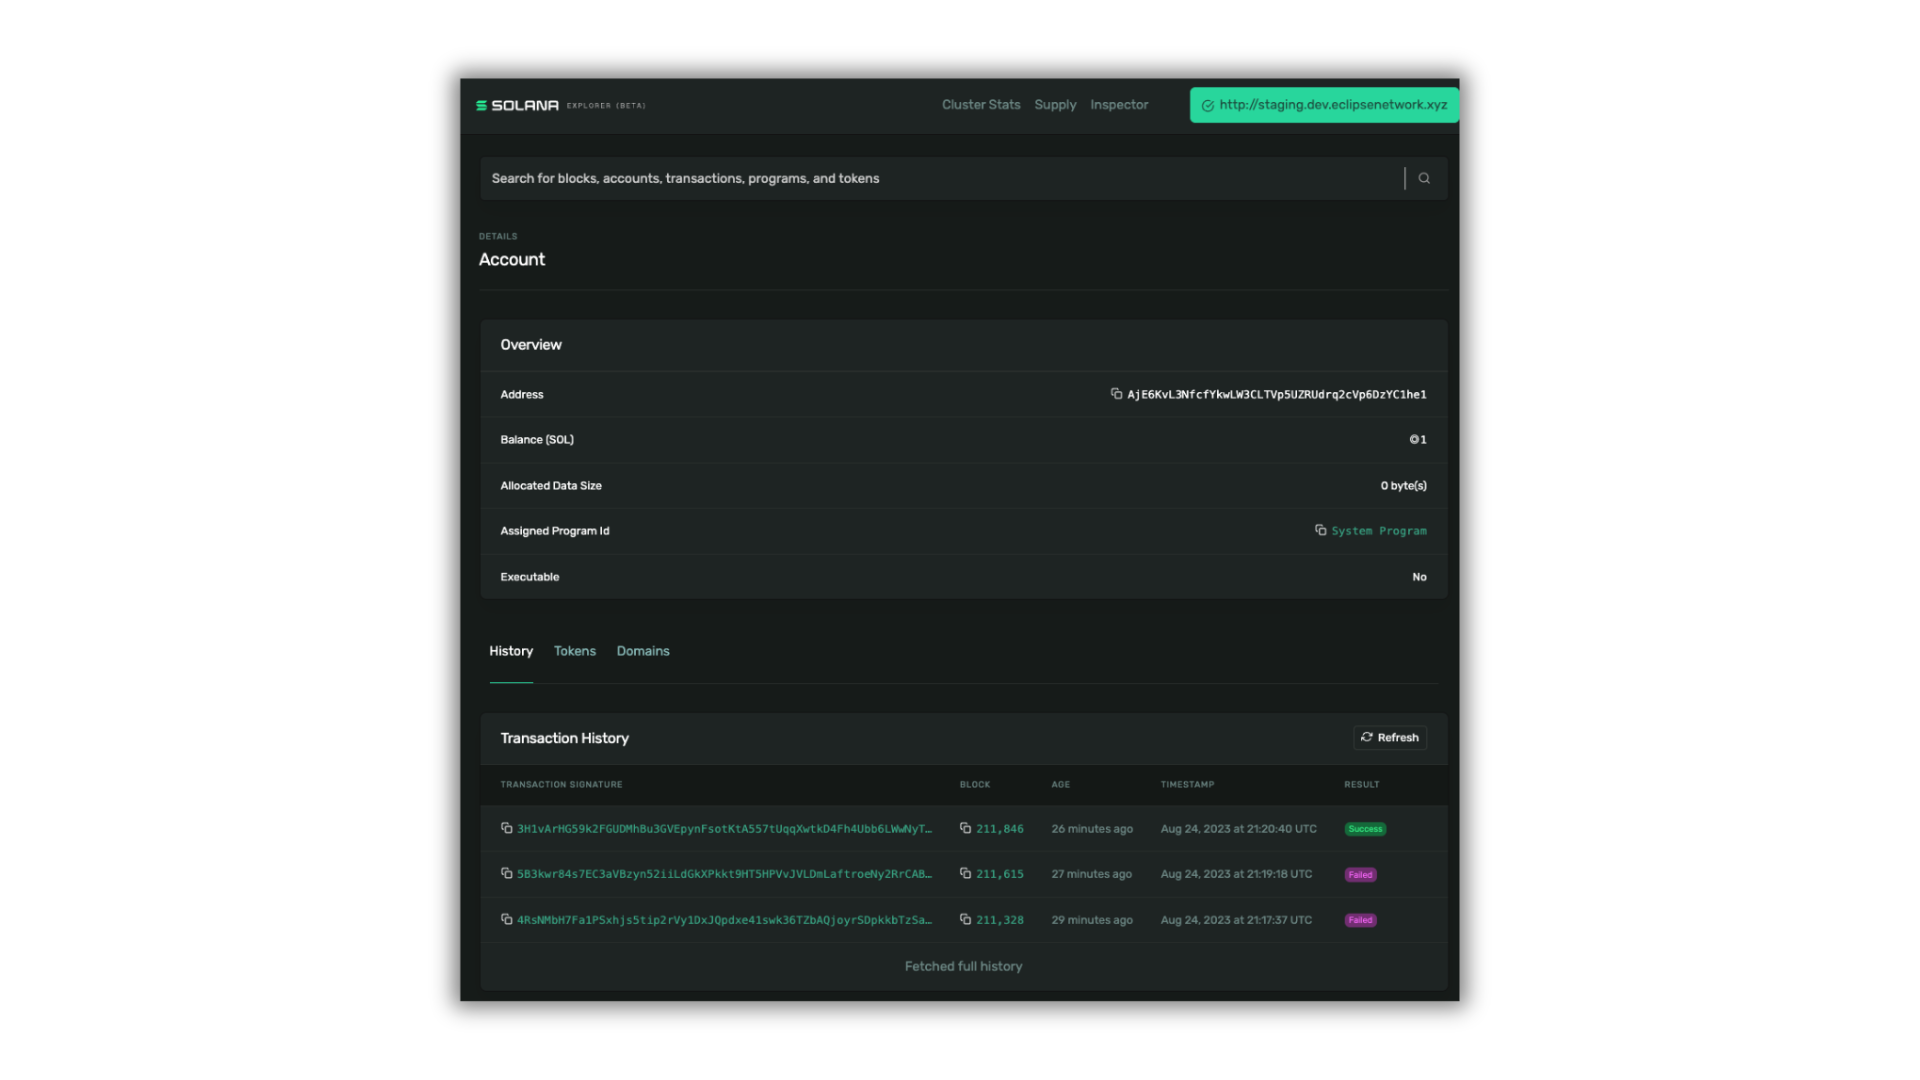 SOLANA EXPLORER (BETA) Cluster Stats Supply Inspector http://staging.dev.eclipsenetwork.xyz
Search for blocks, accounts, transactions, programs, and tokens
DETAILS
Account
Overview
Address AjE6KvL3NfcfYkwLW3CLTVp5UZRUdrq2cVp6DzYC1he1
Balance (SOL) ◎1
Allocated Data Size 0 byte(s)
Assigned Program Id System Program
Executable No
History Tokens Domains
Transaction History Refresh
TRANSACTION SIGNATURE BLOCK AGE TIMESTAMP RESULT
3H1vArHG59k2FGUDMhBu3GVEpynFsotKtA557tUqqXwtkD4Fh4Ubb6LWwNyT… 211,846 26 minutes ago Aug 24, 2023 at 21:20:40 UTC Success
5B3kwr84s7EC3aVBzyn52iiLdGkXPkkt9HT5HPVvJVLDmLaftroeNy2RrCAB… 211,615 27 minutes ago Aug 24, 2023 at 21:19:18 UTC Failed
4RsNMbH7Fa1PSxhjs5tip2rVy1DxJQpdxe41swk36TZbAQjoyrSDpkkbTzSa… 211,328 29 minutes ago Aug 24, 2023 at 21:17:37 UTC Failed
Fetched full history